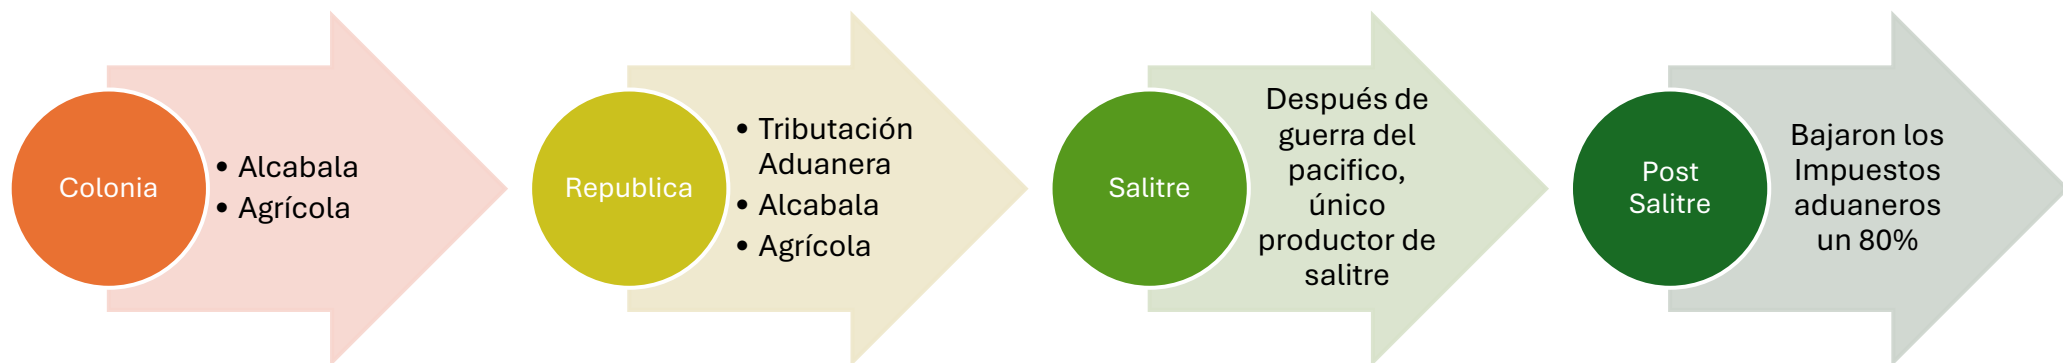 Colonia
• Alcabala
• Agrícola
Republica
• Tributación
Aduanera
• Alcabala
• Agrícola
Salitre
Después de
guerra del
pacifico,
único
productor de
salitre
Post
Salitre
Bajaron los
Impuestos
aduaneros
un 80%